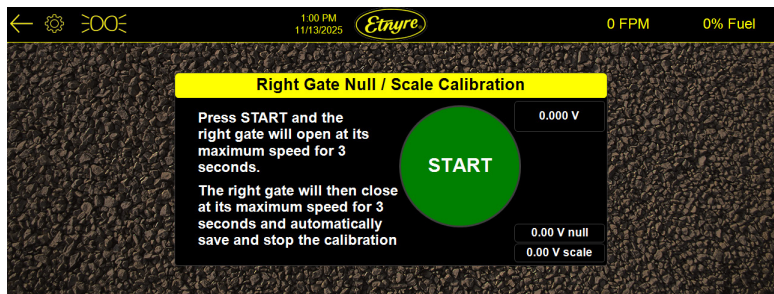 1:00 PM
11/13/2025
Etnyre
0 FPM
0% Fuel
Right Gate Null / Scale Calibration
Press START and the
right gate will open at its
maximum speed for 3
seconds.
The right gate will then close
at its maximum speed for 3
seconds and automatically
save and stop the calibration
START
0.000 V
0.00 V null
0.00 V scale